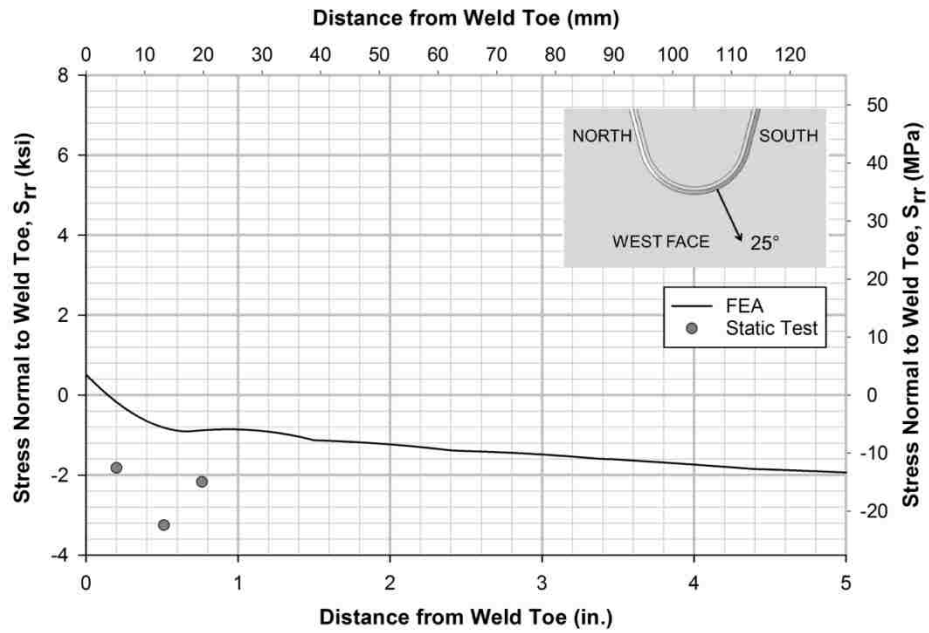 Distance from Weld Toe (mm)
0 10 20 30 40 50 60 70 80 90 100 110 120
Stress Normal to Weld Toe, Srr (ksi)
8
6
4
2
0
-2
-4
50
40
30
20
10
0
-10
-20
Stress Normal to Weld Toe, Srr (MPa)
NORTH SOUTH
WEST FACE 25°
FEA
Static Test
0 1 2 3 4 5
Distance from Weld Toe (in.)